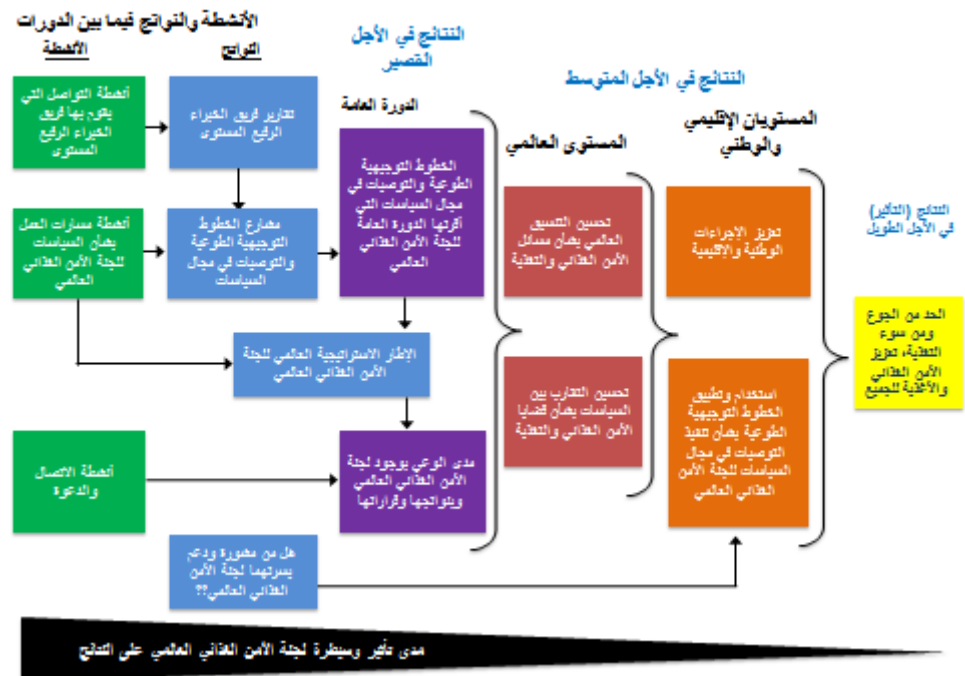 الأنشطة والنواتج فيما بين الدورات
الأنشطة
النواتج
النتائج في الأجل
القصير
النتائج في الأجل المتوسط
الدورة العامة
المستوى العالمي
المستويان الإقليمي
والوطني
النتائج (التأثير)
في الأجل الطويل
أنشطة التواصل التي
يقوم بها فريق
الخبراء الرفيع
المستوى
تقارير فريق الخبراء
الرفيع المستوى
الخطوط التوجيهية
الطوعية والتوصيات في
مجال السياسات التي
أقرتها الدورة العامة
للجنة الأمن الغذائي
العالمي
أنشطة مسارات العمل
بشأن السياسات
للجنة الأمن الغذائي
العالمي
مشارع الخطوط
التوجيهية الطوعية
والتوصيات في مجال
السياسات
تحسين التنسيق
العالمي بشأن مسائل
الأمن الغذائي والتغذية
تعزيز الإجراءات
الوطنية والإقليمية
الحد من الجوع
ومن سوء
التغذية، تعزيز
الأمن الغذائي
والأغذية للجميع
الإطار الاستراتيجية العالمي للجنة
الأمن الغذائي العالمي
تحسين التقارب بين
السياسات بشأن قضايا
الأمن الغذائي والتغذية
استخدام وتطبيق
الخطوط التوجيهية
الطوعية بشأن تنفيذ
التوصيات في مجال
السياسات للجنة الأمن
الغذائي العالمي
أنشطة الاتصال
والدعوة
مدى الوعي بوجود لجنة
الأمن الغذائي العالمي
وبنواتجها وقراراتها
هل من مشورة ودعم
يسرتهما لجنة الأمن
الغذائي العالمي??
مدى تأثير وسيطرة لجنة الأمن الغذائي العالمي على النتائج